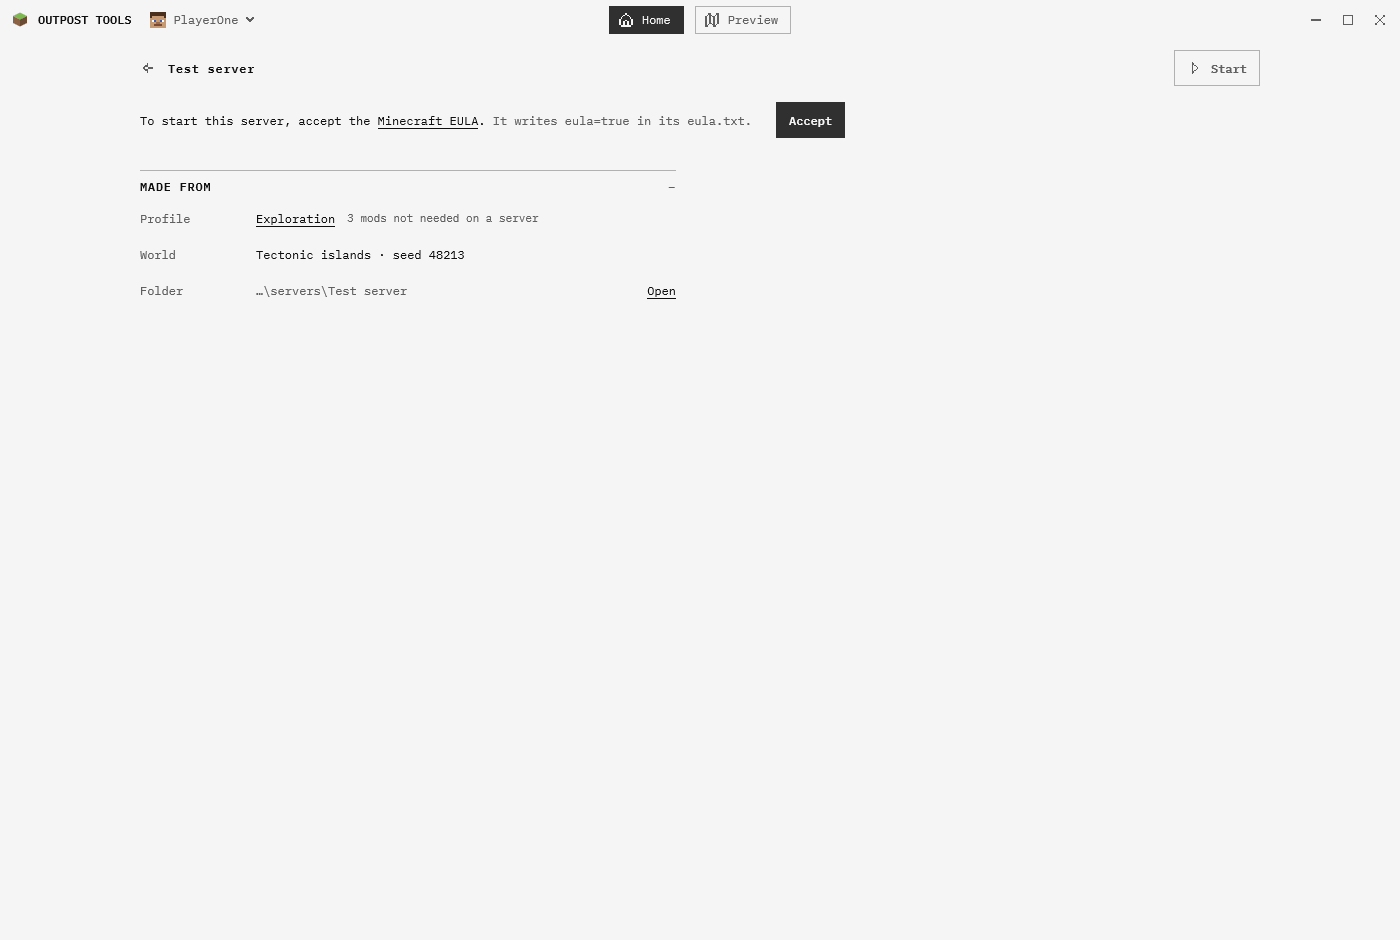 OUTPOST TOOLS PlayerOne Home Preview
Test server Start
To start this server, accept the Minecraft EULA. It writes eula=true in its eula.txt. Accept
MADE FROM −
Profile Exploration 3 mods not needed on a server
World Tectonic islands · seed 48213
Folder …\servers\Test server Open